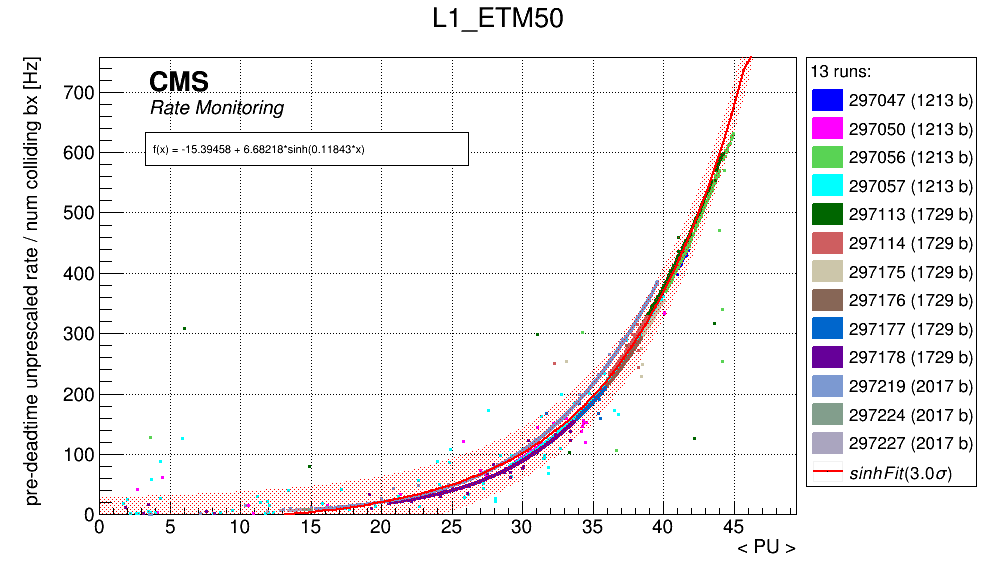 L1_ETM50
pre-deadtime unprescaled rate / num colliding bx [Hz]
CMS
Rate Monitoring
f(x) = -15.39458 + 6.68218*sinh(0.11843*x)
700
600
500
400
300
200
100
0
0 5 10 15 20 25 30 35 40 45
< PU >
13 runs:
297047 (1213 b)
297050 (1213 b)
297056 (1213 b)
297057 (1213 b)
297113 (1729 b)
297114 (1729 b)
297175 (1729 b)
297176 (1729 b)
297177 (1729 b)
297178 (1729 b)
297219 (2017 b)
297224 (2017 b)
297227 (2017 b)
sinhFit(3.0σ)